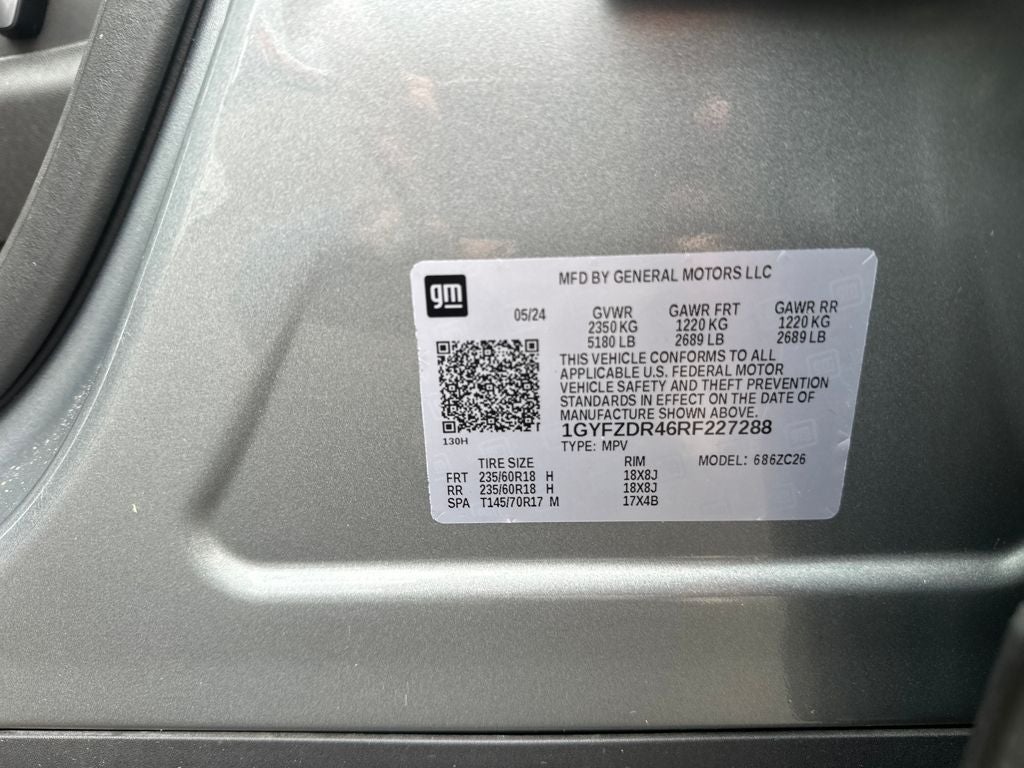 gm
MFD BY GENERAL MOTORS LLC
05/24 GVWR GAWR FRT GAWR RR
2350 KG 1220 KG 1220 KG
5180 LB 2689 LB 2689 LB
THIS VEHICLE CONFORMS TO ALL
APPLICABLE U.S. FEDERAL MOTOR
VEHICLE SAFETY AND THEFT PREVENTION
STANDARDS IN EFFECT ON THE DATE OF
MANUFACTURE SHOWN ABOVE.
1GYFZDR46RF227288
130H
TYPE: MPV MODEL: 686ZC26
TIRE SIZE RIM
FRT 235/60R18 H 18X8J
RR 235/60R18 H 18X8J
SPA T145/70R17 M 17X4B